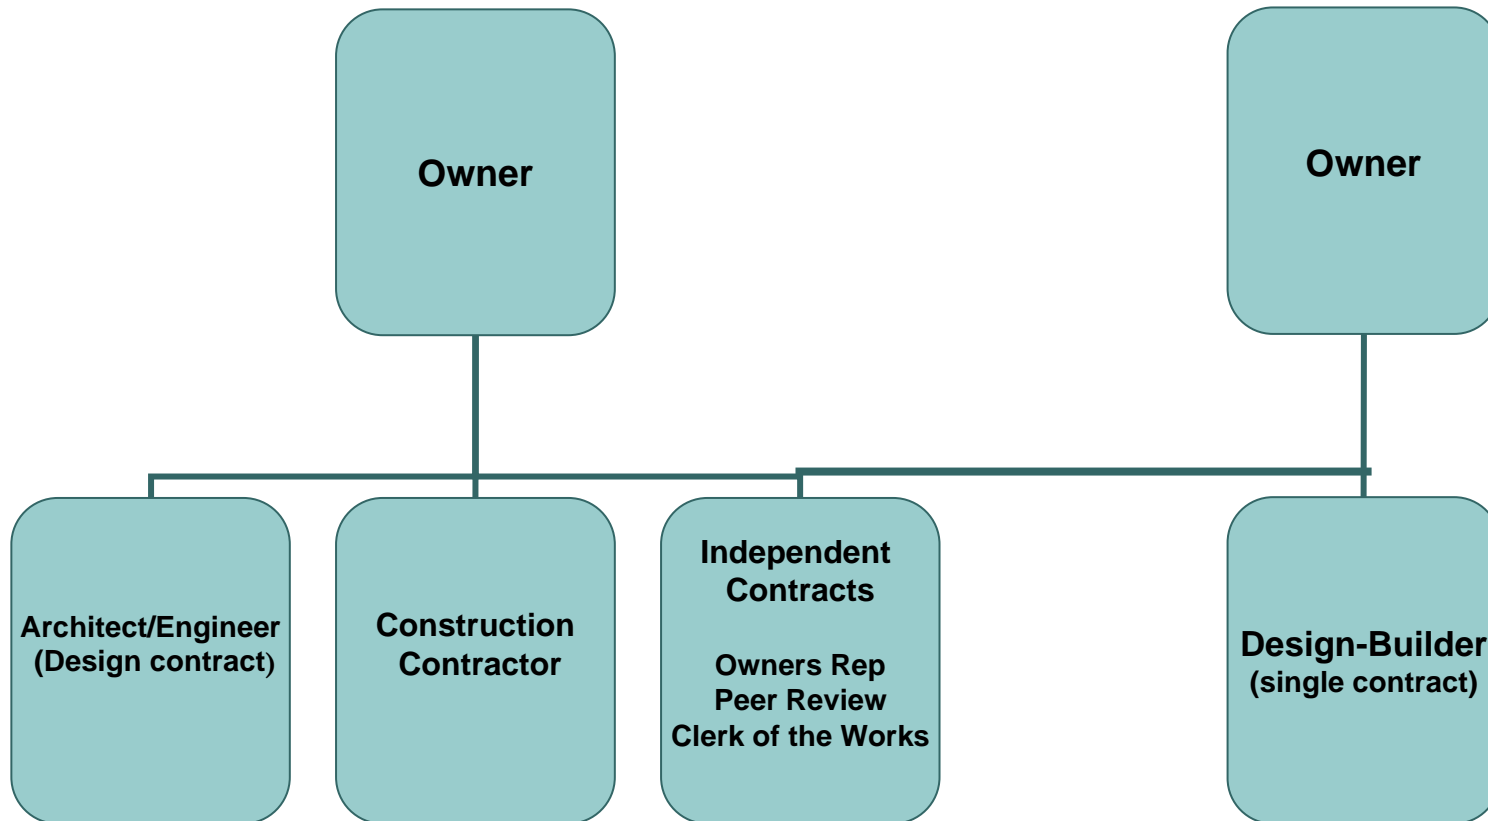 Owner
Owner
Architect/Engineer
(Design contract)
Construction
Contractor
Independent
Contracts
Owners Rep
Peer Review
Clerk of the Works
Design-Builder
(single contract)